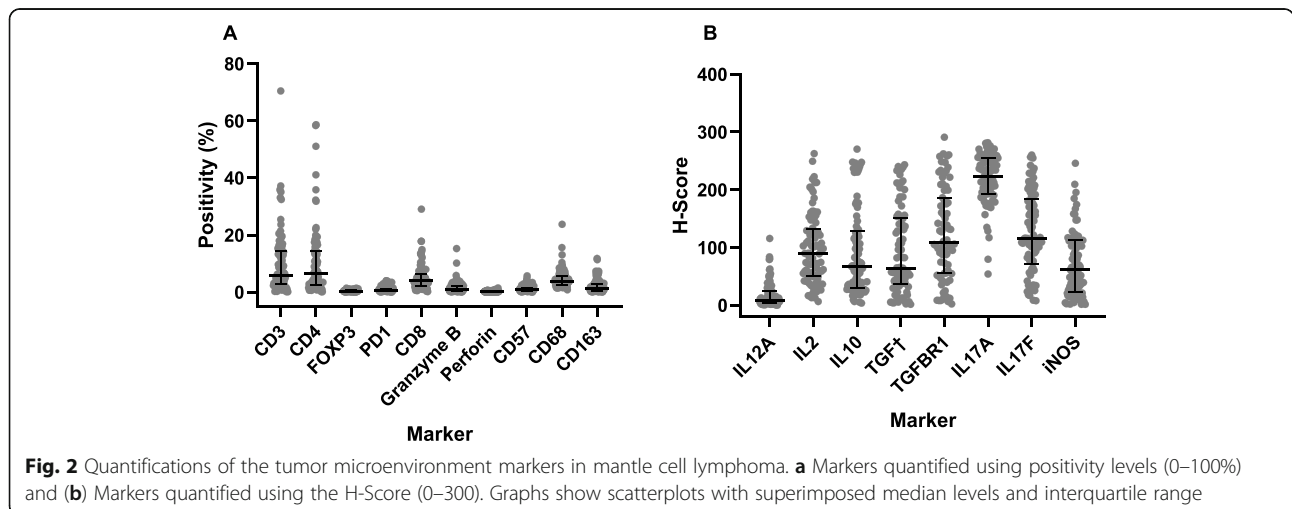 A
B
Positivity (%)
80
60
40
20
0
CD3
CD4
FOXP3
PD1
CD8
Granzyme B
Perforin
CD57
CD68
CD163
Marker
H-Score
400
300
200
100
0
IL12A
IL2
IL10
TGF†
TGFBR1
IL17A
IL17F
iNOS
Marker
Fig. 2 Quantifications of the tumor microenvironment markers in mantle cell lymphoma. a Markers quantified using positivity levels (0–100%)
and (b) Markers quantified using the H-Score (0–300). Graphs show scatterplots with superimposed median levels and interquartile range